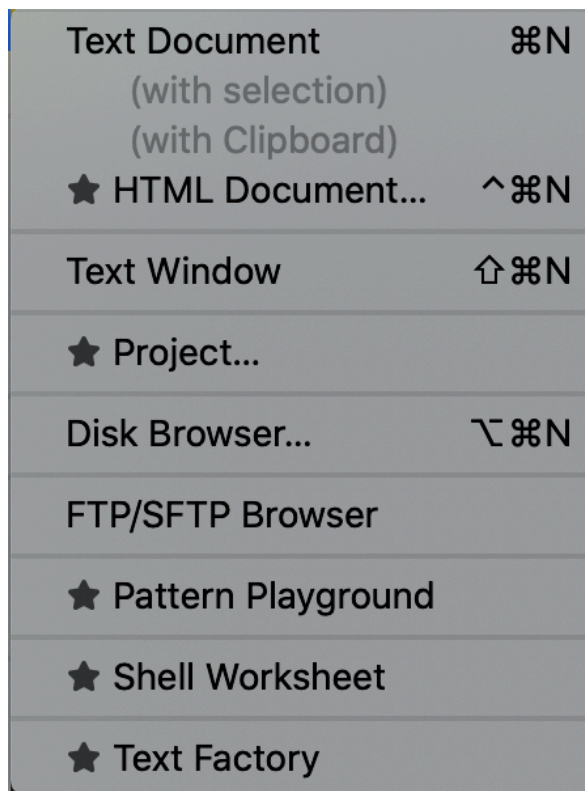 Text Document ⌘N
(with selection)
(with Clipboard)
★ HTML Document... ^⌘N
Text Window ⇧⌘N
★ Project...
Disk Browser... ⌥⌘N
FTP/SFTP Browser
★ Pattern Playground
★ Shell Worksheet
★ Text Factory